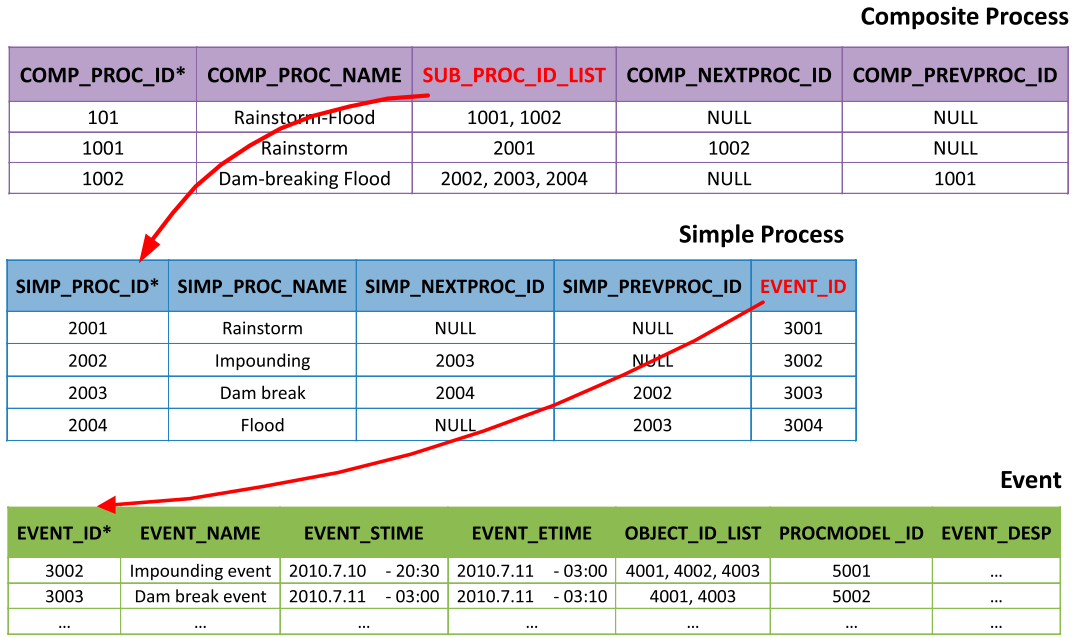 Composite Process
COMP_PROC_ID* COMP_PROC_NAME SUB_PROC_ID_LIST COMP_NEXTPROC_ID COMP_PREVPROC_ID
101 Rainstorm-Flood 1001, 1002 NULL NULL
1001 Rainstorm 2001 1002 NULL
1002 Dam-breaking Flood 2002, 2003, 2004 NULL 1001
Simple Process
SIMP_PROC_ID* SIMP_PROC_NAME SIMP_NEXTPROC_ID SIMP_PREVPROC_ID EVENT_ID
2001 Rainstorm NULL NULL 3001
2002 Impounding 2003 NULL 3002
2003 Dam break 2004 2002 3003
2004 Flood NULL 2003 3004
Event
EVENT_ID* EVENT_NAME EVENT_STIME EVENT_ETIME OBJECT_ID_LIST PROCMODEL _ID EVENT_DESP
3002 Impounding event 2010.7.10 - 20:30 2010.7.11 - 03:00 4001, 4002, 4003 5001 ...
3003 Dam break event 2010.7.11 - 03:00 2010.7.11 - 03:10 4001, 4003 5002 ...
... ... ... ... ... ... ...